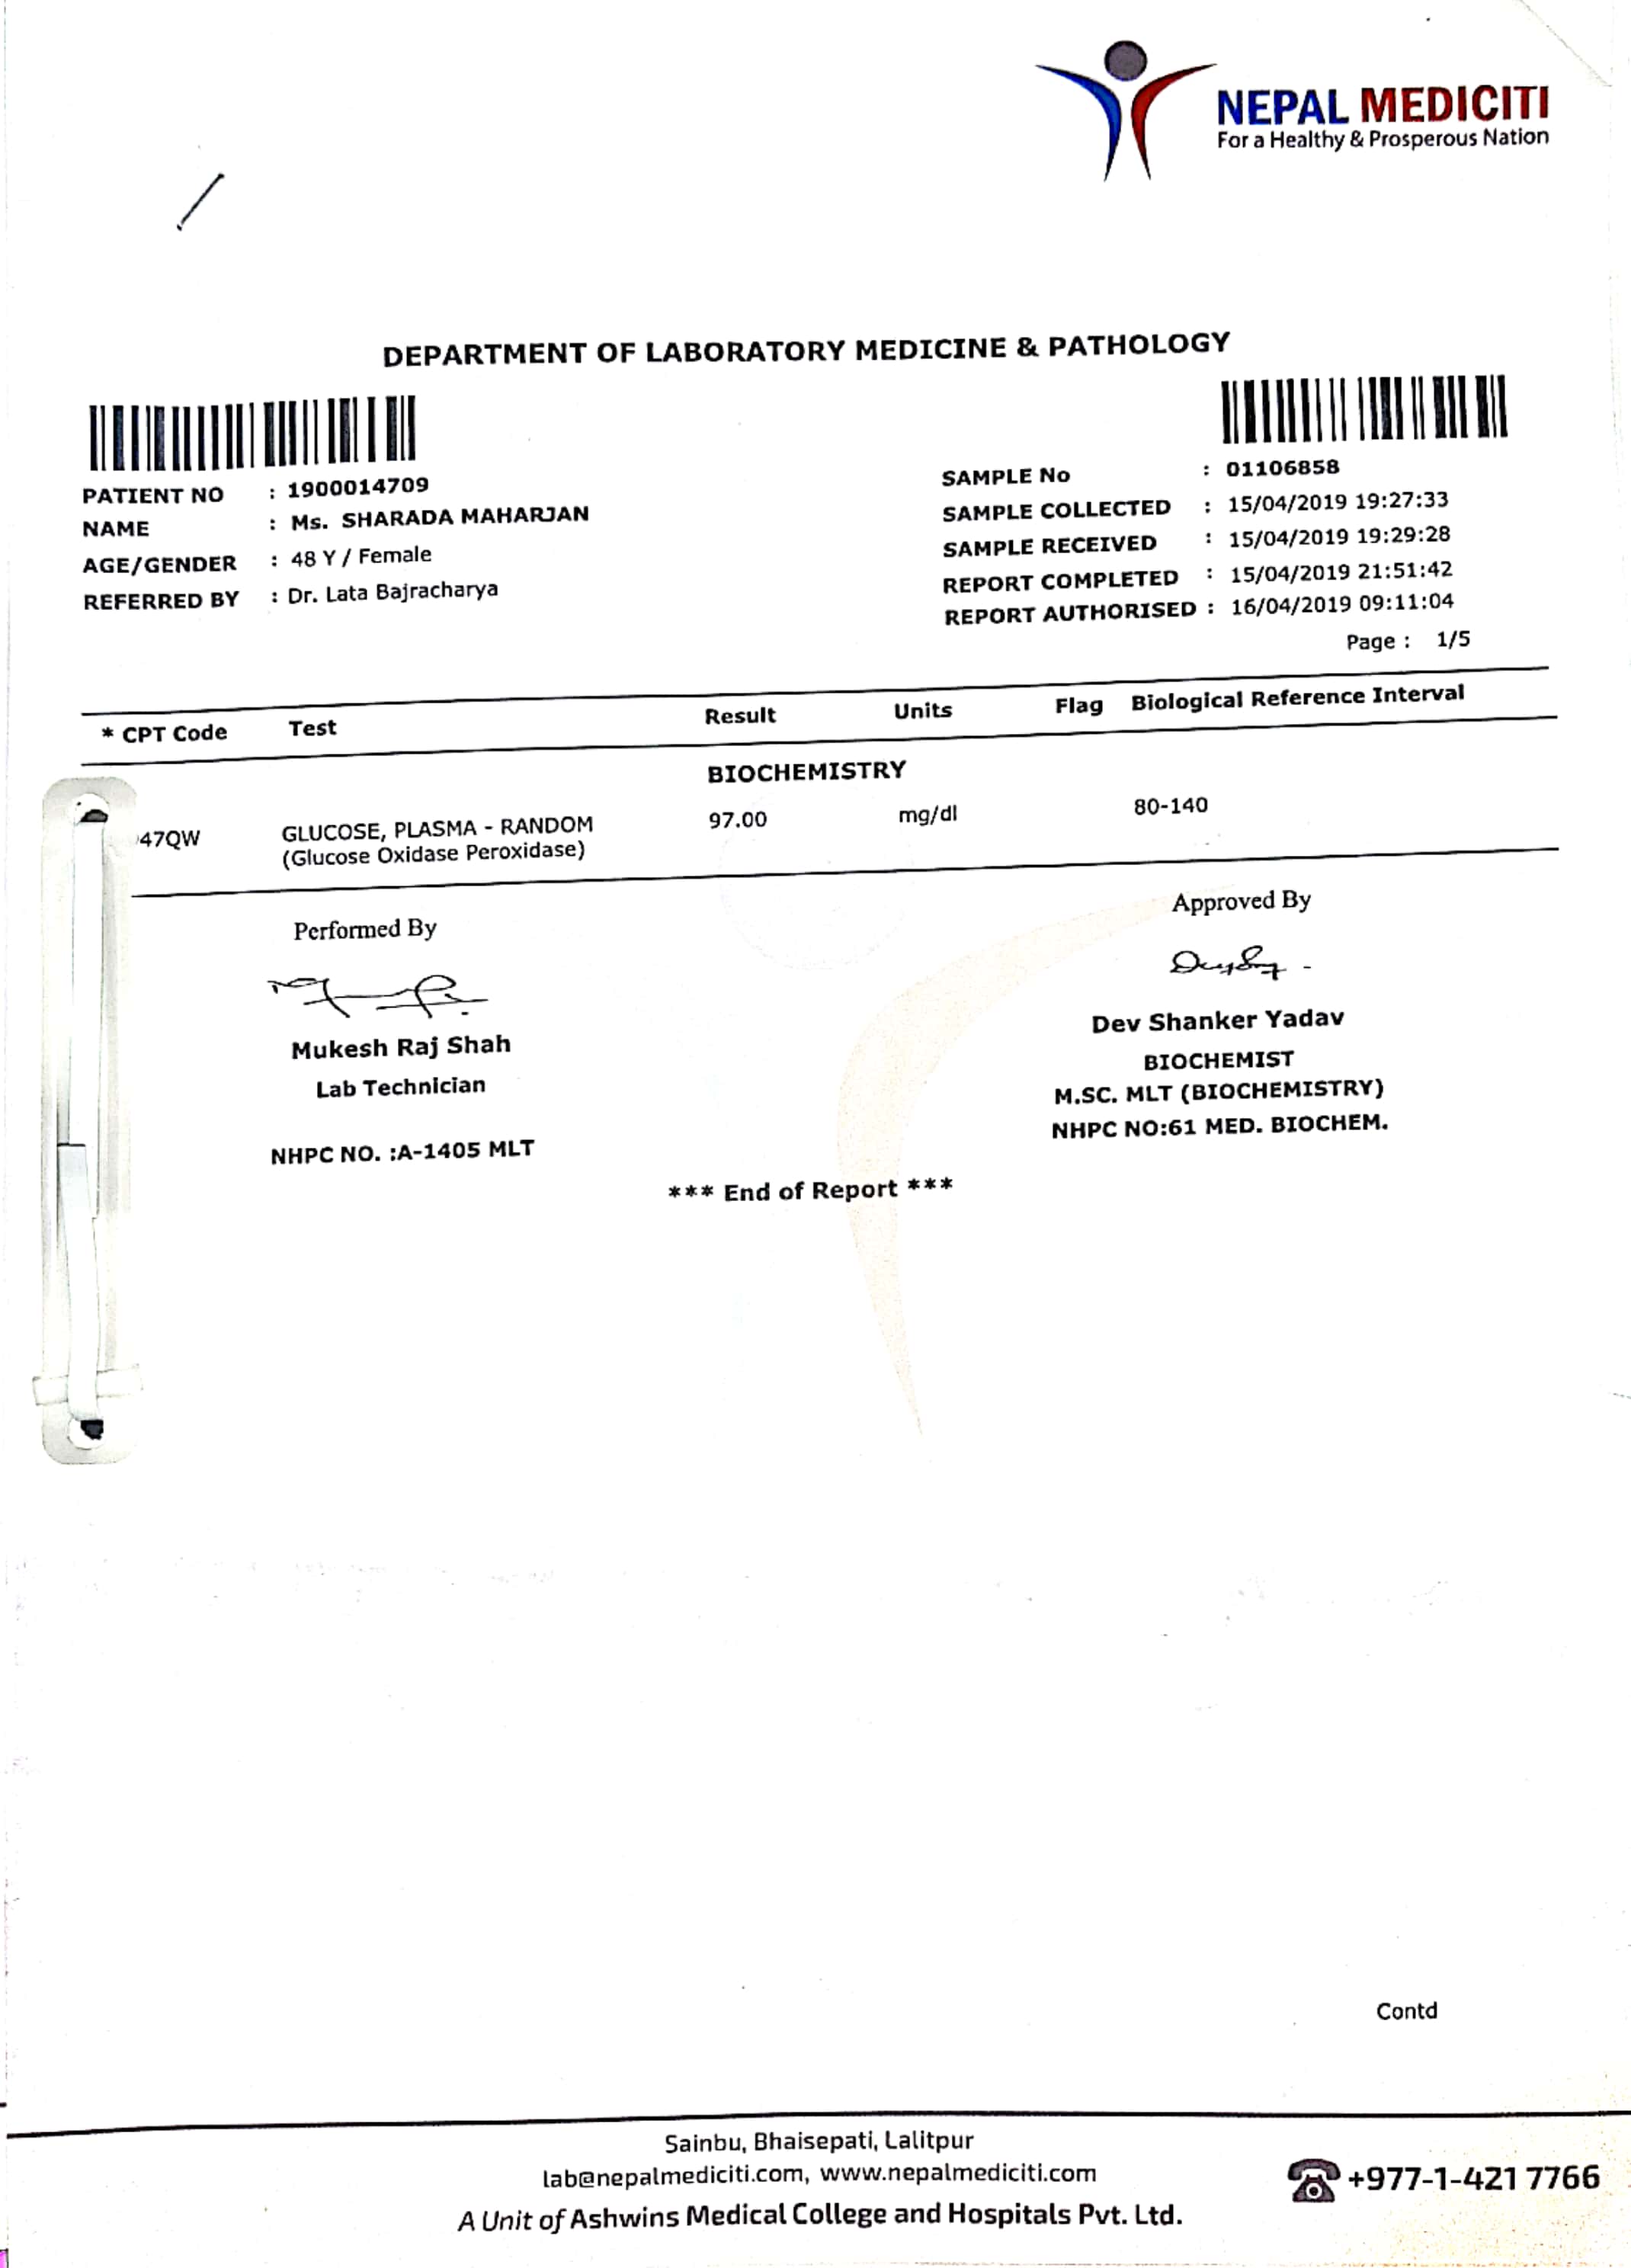 NEPAL MEDICITI
For a Healthy & Prosperous Nation
DEPARTMENT OF LABORATORY MEDICINE & PATHOLOGY
PATIENT NO : 1900014709
NAME : Ms. SHARADA MAHARJAN
AGE/GENDER : 48 Y / Female
REFERRED BY : Dr. Lata Bajracharya
SAMPLE No : 01106858
SAMPLE COLLECTED : 15/04/2019 19:27:33
SAMPLE RECEIVED : 15/04/2019 19:29:28
REPORT COMPLETED : 15/04/2019 21:51:42
REPORT AUTHORISED : 16/04/2019 09:11:04
Page : 1/5
* CPT Code Test Result Units Flag Biological Reference Interval
BIOCHEMISTRY
47QW GLUCOSE, PLASMA - RANDOM 97.00 mg/dl 80-140
(Glucose Oxidase Peroxidase)
Performed By
Mukesh Raj Shah
Lab Technician
NHPC NO. :A-1405 MLT
Approved By
Dev Shanker Yadav
BIOCHEMIST
M.SC. MLT (BIOCHEMISTRY)
NHPC NO:61 MED. BIOCHEM.
*** End of Report ***
Contd
Sainbu, Bhaisepati, Lalitpur
lab@nepalmediciti.com, www.nepalmediciti.com
A Unit of Ashwins Medical College and Hospitals Pvt. Ltd.
+977-1-421 7766